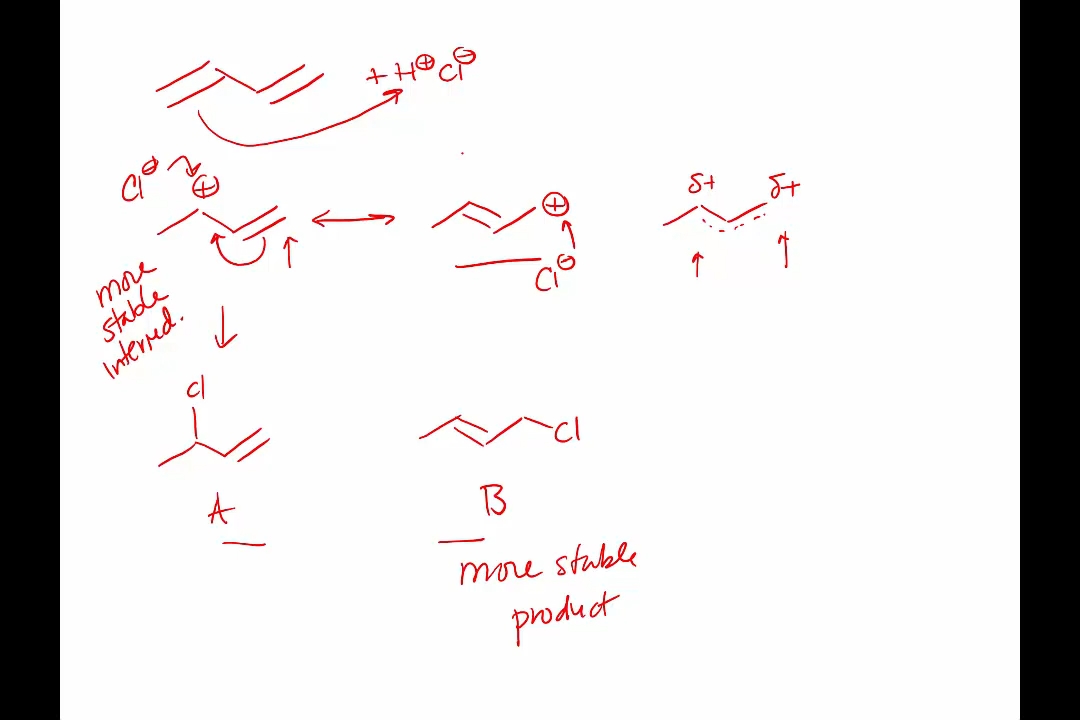 + H⊕ Cl⊖
Cl⊖
⊕
⊕
δ+ δ+
Cl⊖
more
stable
intermed.
Cl
Cl
A
B
more stable
product